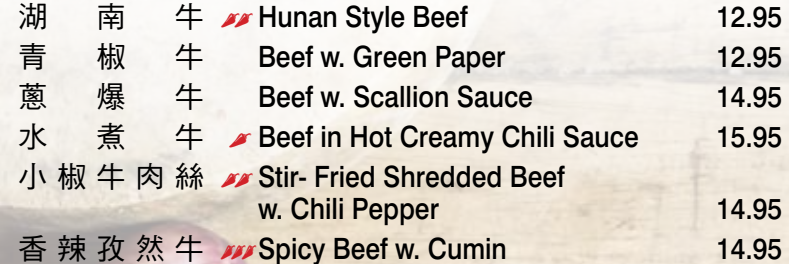 湖南牛 Hunan Style Beef 12.95
青椒牛 Beef w. Green Paper 12.95
蔥爆牛 Beef w. Scallion Sauce 14.95
水煮牛 Beef in Hot Creamy Chili Sauce 15.95
小椒牛肉絲 Stir- Fried Shredded Beef
w. Chili Pepper 14.95
香辣孜然牛 Spicy Beef w. Cumin 14.95